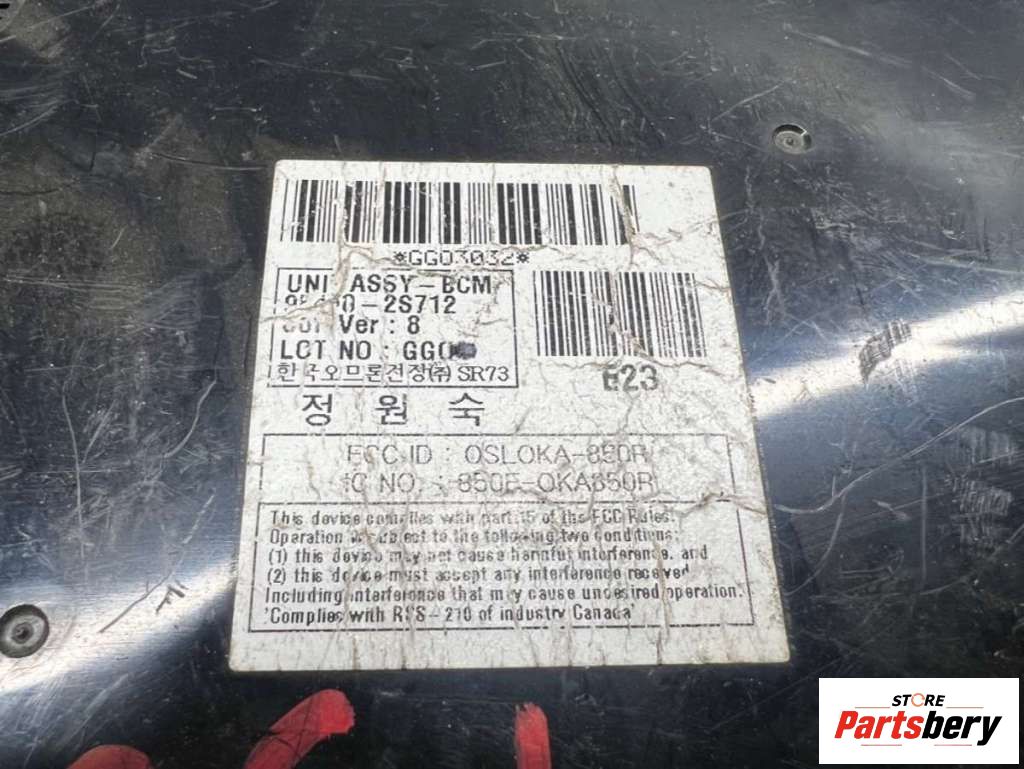 *GG03032*
ASSY-BCM
-2S712
Ver : 8
LOT NO : GG0
한국오므론전장(주) SR73
E23
정 원 숙
FCC ID : OSLOKA-850R
IC NO. : 850F-OKA850R
This device complies with part 15 of the FCC Rules.
Operation is subject to the following two Conditions:
(1) this device may not cause harmful interference, and
(2) this device must accept any interference received
Including interference that may cause undesired operation.
'Complies with RSS-210 of industry Canada'
STORE
Partsbery